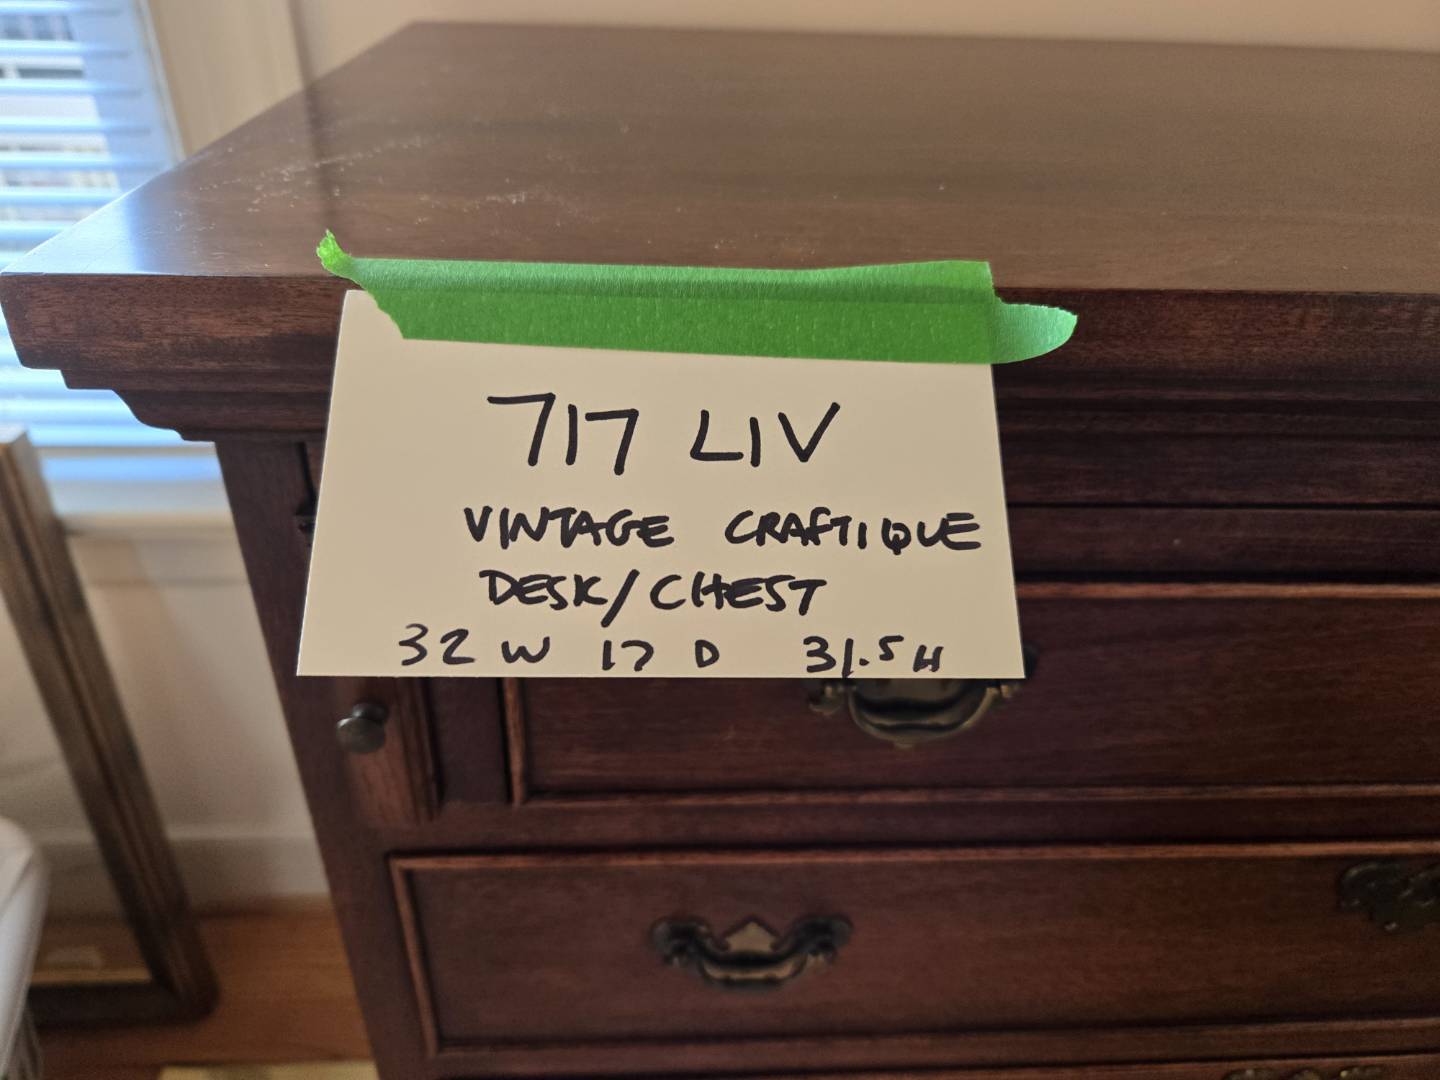 717 LIV
VINTAGE CRAFTIQUE
DESK/CHEST
32 W 17 D 31.5 H